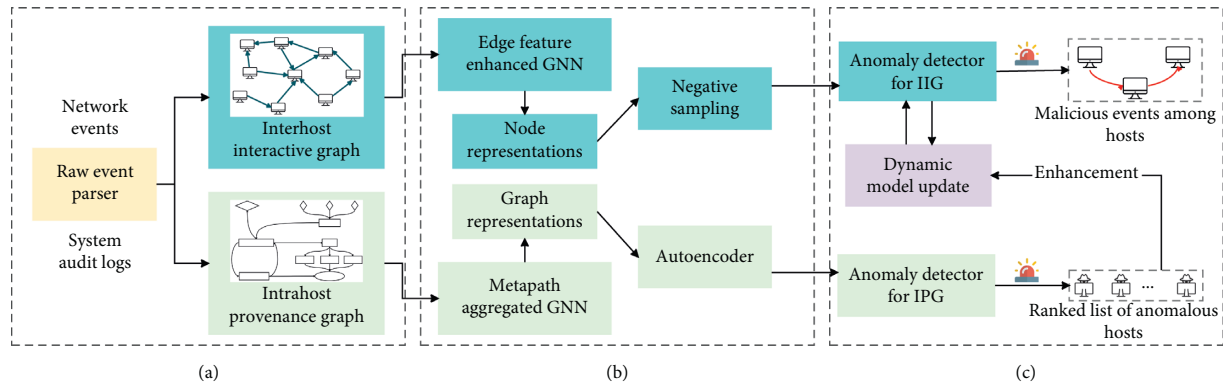 Network
events
Raw event
parser
System
audit logs
Interhost
interactive graph
Intrahost
provenance graph
(a)
Edge feature
enhanced GNN
Node
representations
Negative
sampling
Graph
representations
Metapath
aggregated GNN
Autoencoder
(b)
Anomaly detector
for IIG
Malicious events among
hosts
Dynamic
model update
Enhancement
Anomaly detector
for IPG
...
Ranked list of anomalous
hosts
(c)